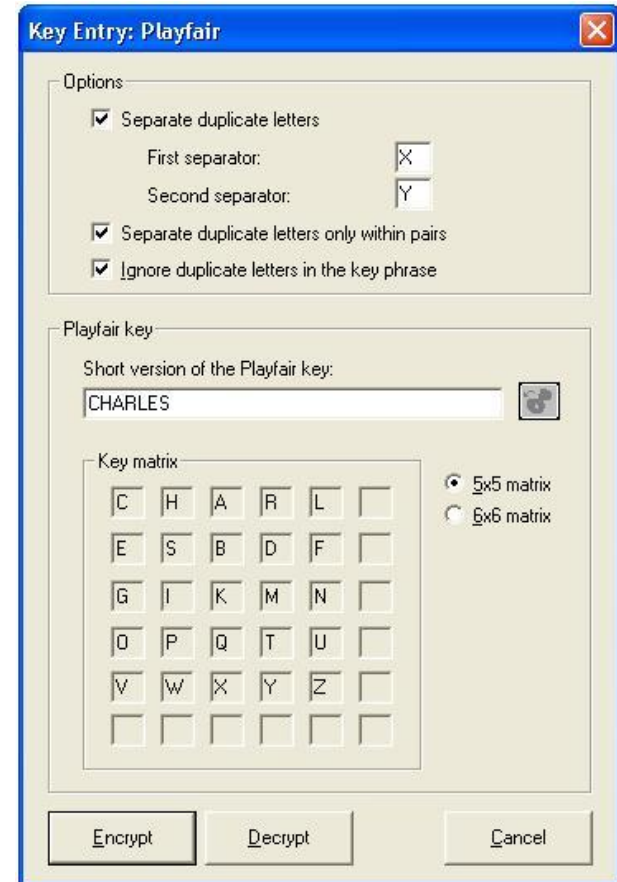 Key Entry: Playfair
Options
Separate duplicate letters
First separator: X
Second separator: Y
Separate duplicate letters only within pairs
Ignore duplicate letters in the key phrase
Playfair key
Short version of the Playfair key:
CHARLES
Key matrix
C H A R L
5x5 matrix
6x6 matrix
E S B D F
G I K M N
O P Q T U
V W X Y Z
Encrypt Decrypt Cancel